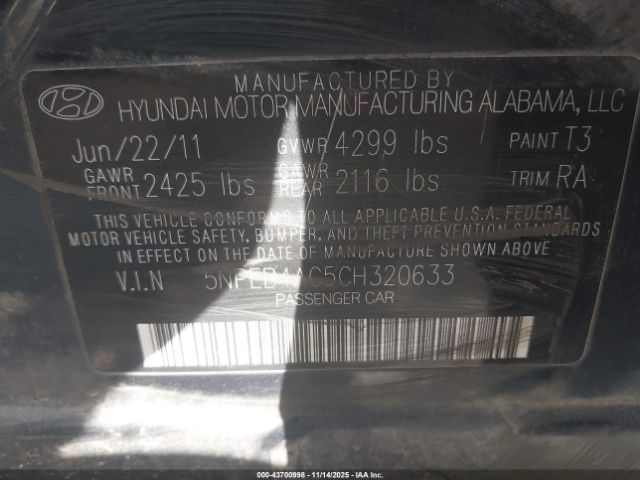 MANUFACTURED BY
HYUNDAI MOTOR MANUFACTURING ALABAMA, LLC
Jun/22/11 GVWR 4299 lbs PAINT T3
GAWR FRONT 2425 lbs GAWR REAR 2116 lbs TRIM RA
THIS VEHICLE CONFORMS TO ALL APPLICABLE U.S.A. FEDERAL
MOTOR VEHICLE SAFETY, BUMPER, AND THEFT PREVENTION STANDARDS
IN EFFECT ON THE DATE OF MANUFACTURE SHOWN ABOVE
V.I.N 5NPEB4AC5CH320633
PASSENGER CAR
000-43700998 - 11/14/2025 - IAA Inc.